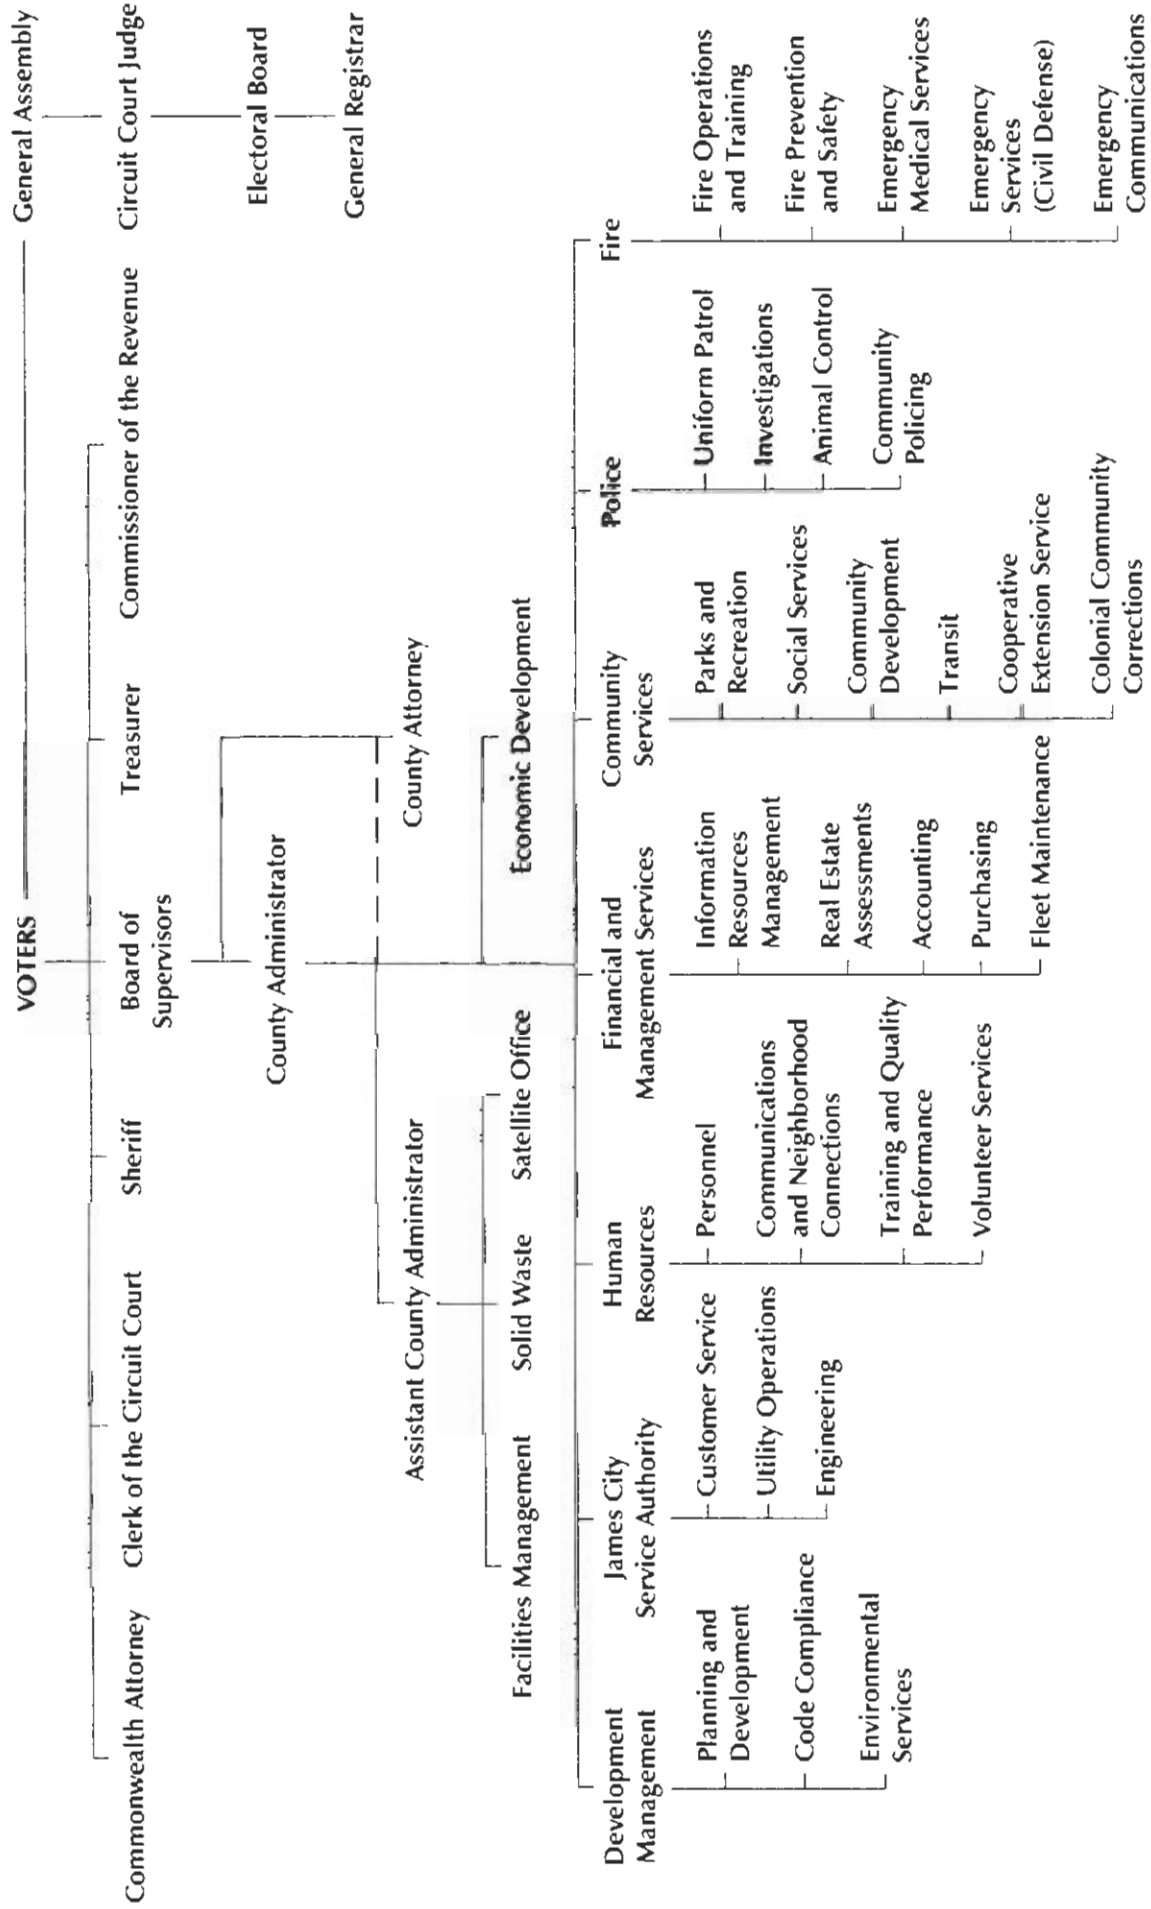 VOTERS
General Assembly
Commonwealth Attorney
Clerk of the Circuit Court
Sheriff
Board of
Supervisors
Treasurer
Commissioner of the Revenue
Circuit Court Judge
County Administrator
Electoral Board
General Registrar
Assistant County Administrator
County Attorney
Facilities Management
Solid Waste
Satellite Office
Economic Development
Development
Management
Planning and
Development
Code Compliance
Environmental
Services
James City
Service Authority
Customer Service
Utility Operations
Engineering
Human
Resources
Personnel
Communications
and Neighborhood
Connections
Training and Quality
Performance
Volunteer Services
Financial and
Management Services
Information
Resources
Management
Real Estate
Assessments
Accounting
Purchasing
Fleet Maintenance
Community
Services
Parks and
Recreation
Social Services
Community
Development
Transit
Cooperative
Extension Service
Colonial Community
Corrections
Police
Uniform Patrol
Investigations
Animal Control
Community
Policing
Fire
Fire Operations
and Training
Fire Prevention
and Safety
Emergency
Medical Services
Emergency
Services
(Civil Defense)
Emergency
Communications